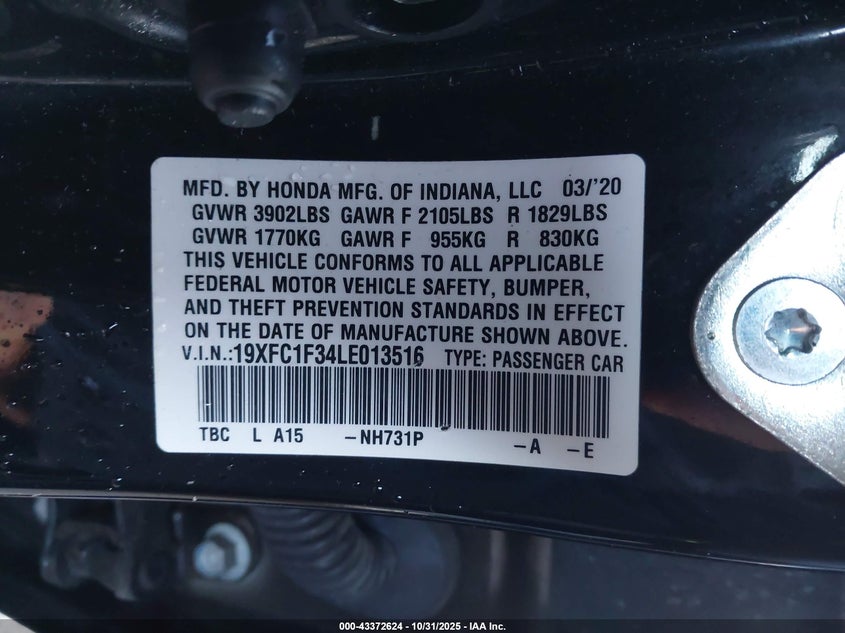 MFD. BY HONDA MFG. OF INDIANA, LLC 03/'20
GVWR 3902LBS GAWR F 2105LBS R 1829LBS
GVWR 1770KG GAWR F 955KG R 830KG
THIS VEHICLE CONFORMS TO ALL APPLICABLE
FEDERAL MOTOR VEHICLE SAFETY, BUMPER,
AND THEFT PREVENTION STANDARDS IN EFFECT
ON THE DATE OF MANUFACTURE SHOWN ABOVE.
V.I.N.:19XFC1F34LE013516 TYPE: PASSENGER CAR
TBC L A15 -NH731P -A -E
000-43372624 - 10/31/2025 - IAA Inc.